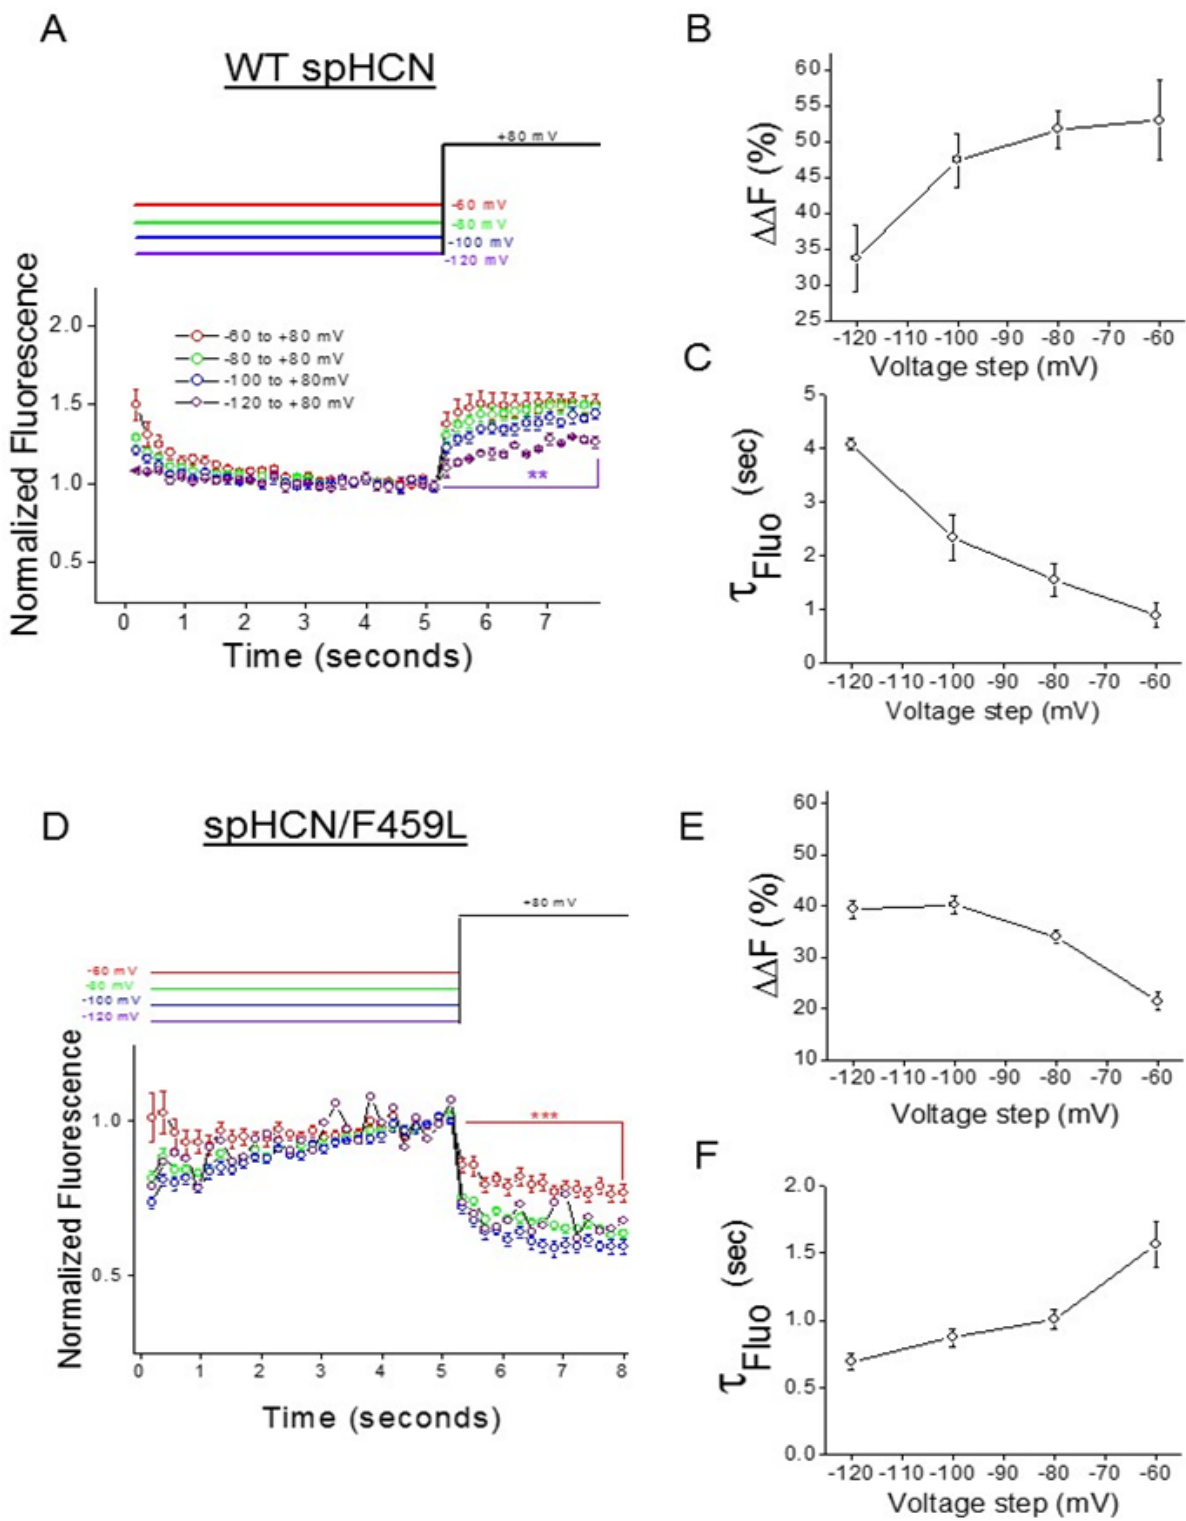 A
WT spHCN
+80 mV
-60 mV
-80 mV
-100 mV
-120 mV
Normalized Fluorescence
2.0
1.5
1.0
0.5
-60 to +80 mV
-80 to +80 mV
-100 to +80mV
-120 to +80 mV
**
0 1 2 3 4 5 6 7
Time (seconds)
B
ΔΔF (%)
60
55
50
45
40
35
30
25
-120 -110 -100 -90 -80 -70 -60
Voltage step (mV)
C
τFluo (sec)
5
4
3
2
1
0
-120 -110 -100 -90 -80 -70 -60
Voltage step (mV)
D
spHCN/F459L
+80 mV
-60 mV
-80 mV
-100 mV
-120 mV
Normalized Fluorescence
1.0
0.5
***
0 1 2 3 4 5 6 7 8
Time (seconds)
E
ΔΔF (%)
60
50
40
30
20
10
-120 -110 -100 -90 -80 -70 -60
Voltage step (mV)
F
τFluo (sec)
2.0
1.5
1.0
0.5
0.0
-120 -110 -100 -90 -80 -70 -60
Voltage step (mV)